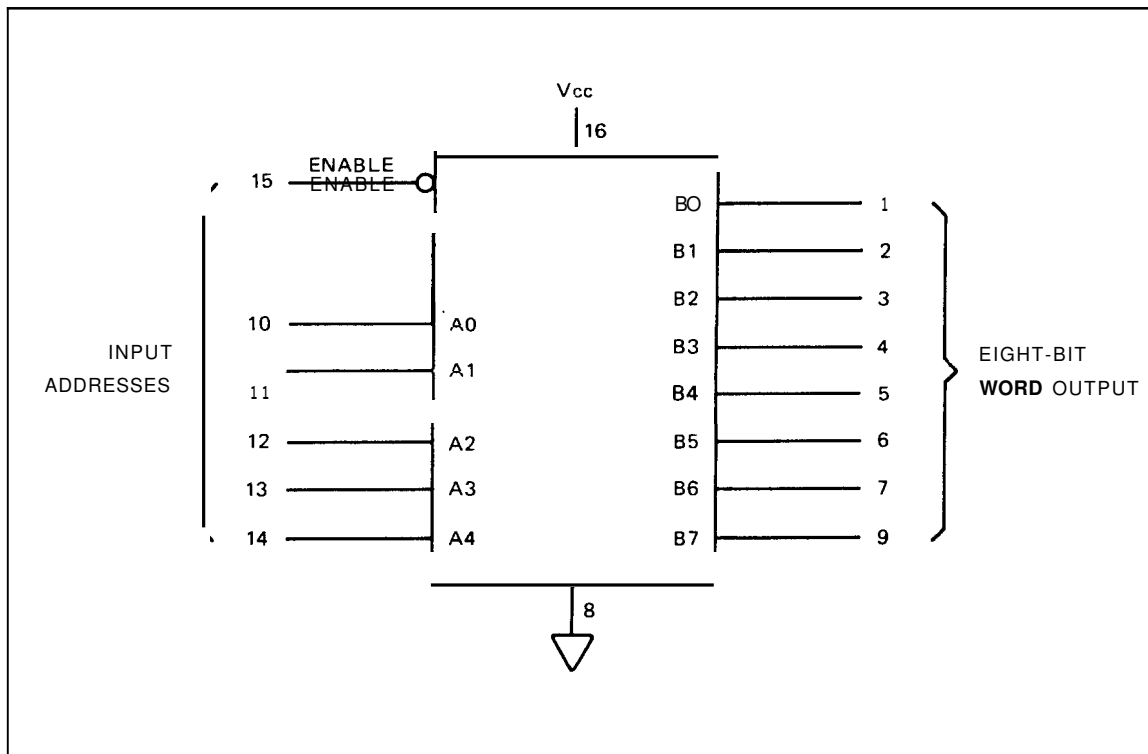 Vcc
16
ENABLE
15 ENABLE
B0 1
B1 2
B2 3
10 A0
B3 4
INPUT
ADDRESSES
A1
11
EIGHT-BIT
WORD OUTPUT
B4 5
12 A2
B5 6
13 A3
B6 7
14 A4
B7 9
8